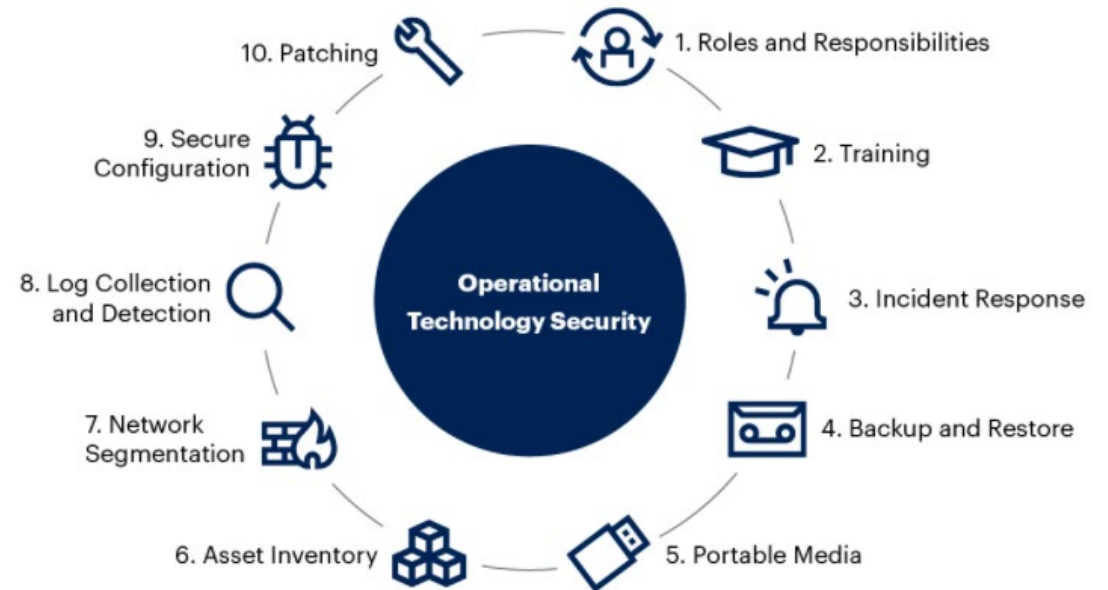 1. Roles and Responsibilities
2. Training
3. Incident Response
4. Backup and Restore
5. Portable Media
6. Asset Inventory
7. Network
Segmentation
8. Log Collection
and Detection
9. Secure
Configuration
10. Patching
Operational
Technology Security